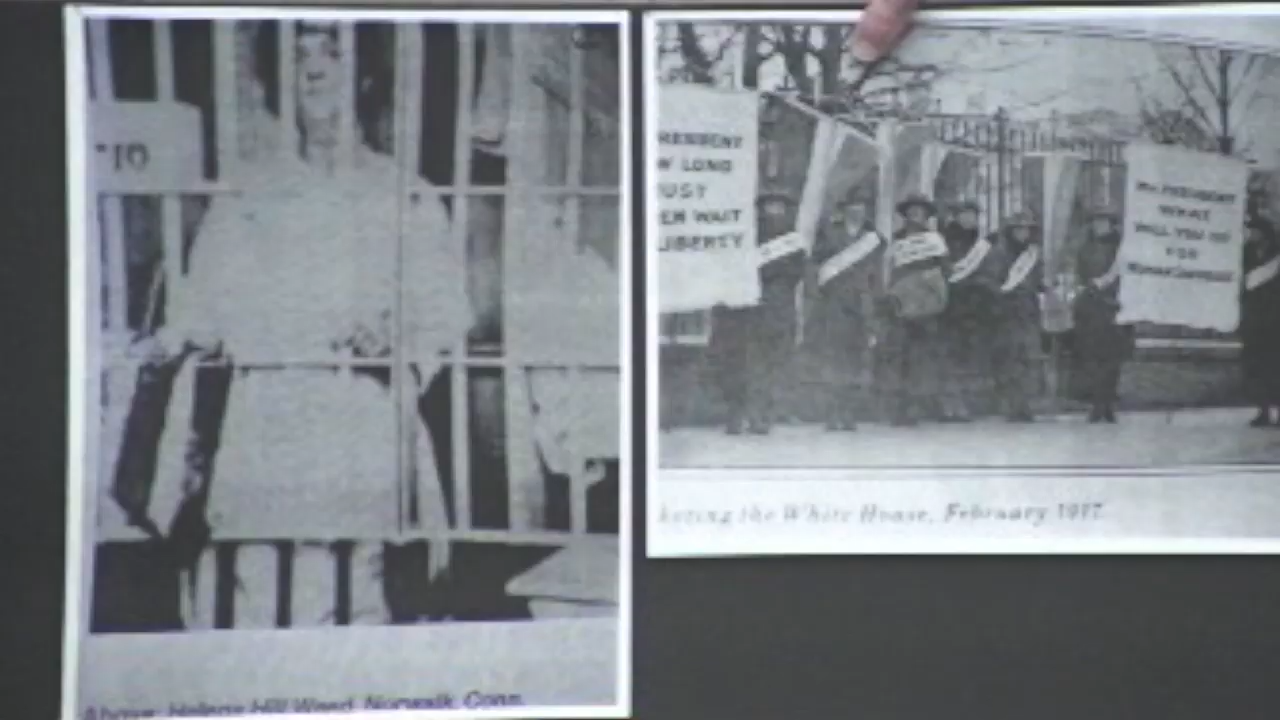 10
Above: Helena Hill Weed, Norwalk, Conn.
RESIDENT
W LONG
UST
EN WAIT
LIBERTY
Mr. PRESIDENT
WHAT
WILL YOU DO
FOR
WOMAN SUFFRAGE
keting the White House, February 1917